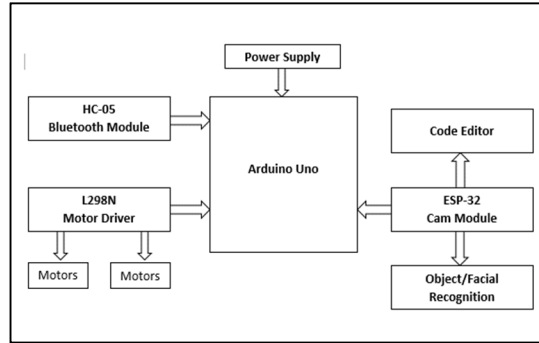 Power Supply
HC-05
Bluetooth Module
Code Editor
Arduino Uno
L298N
Motor Driver
ESP-32
Cam Module
Motors
Motors
Object/Facial
Recognition